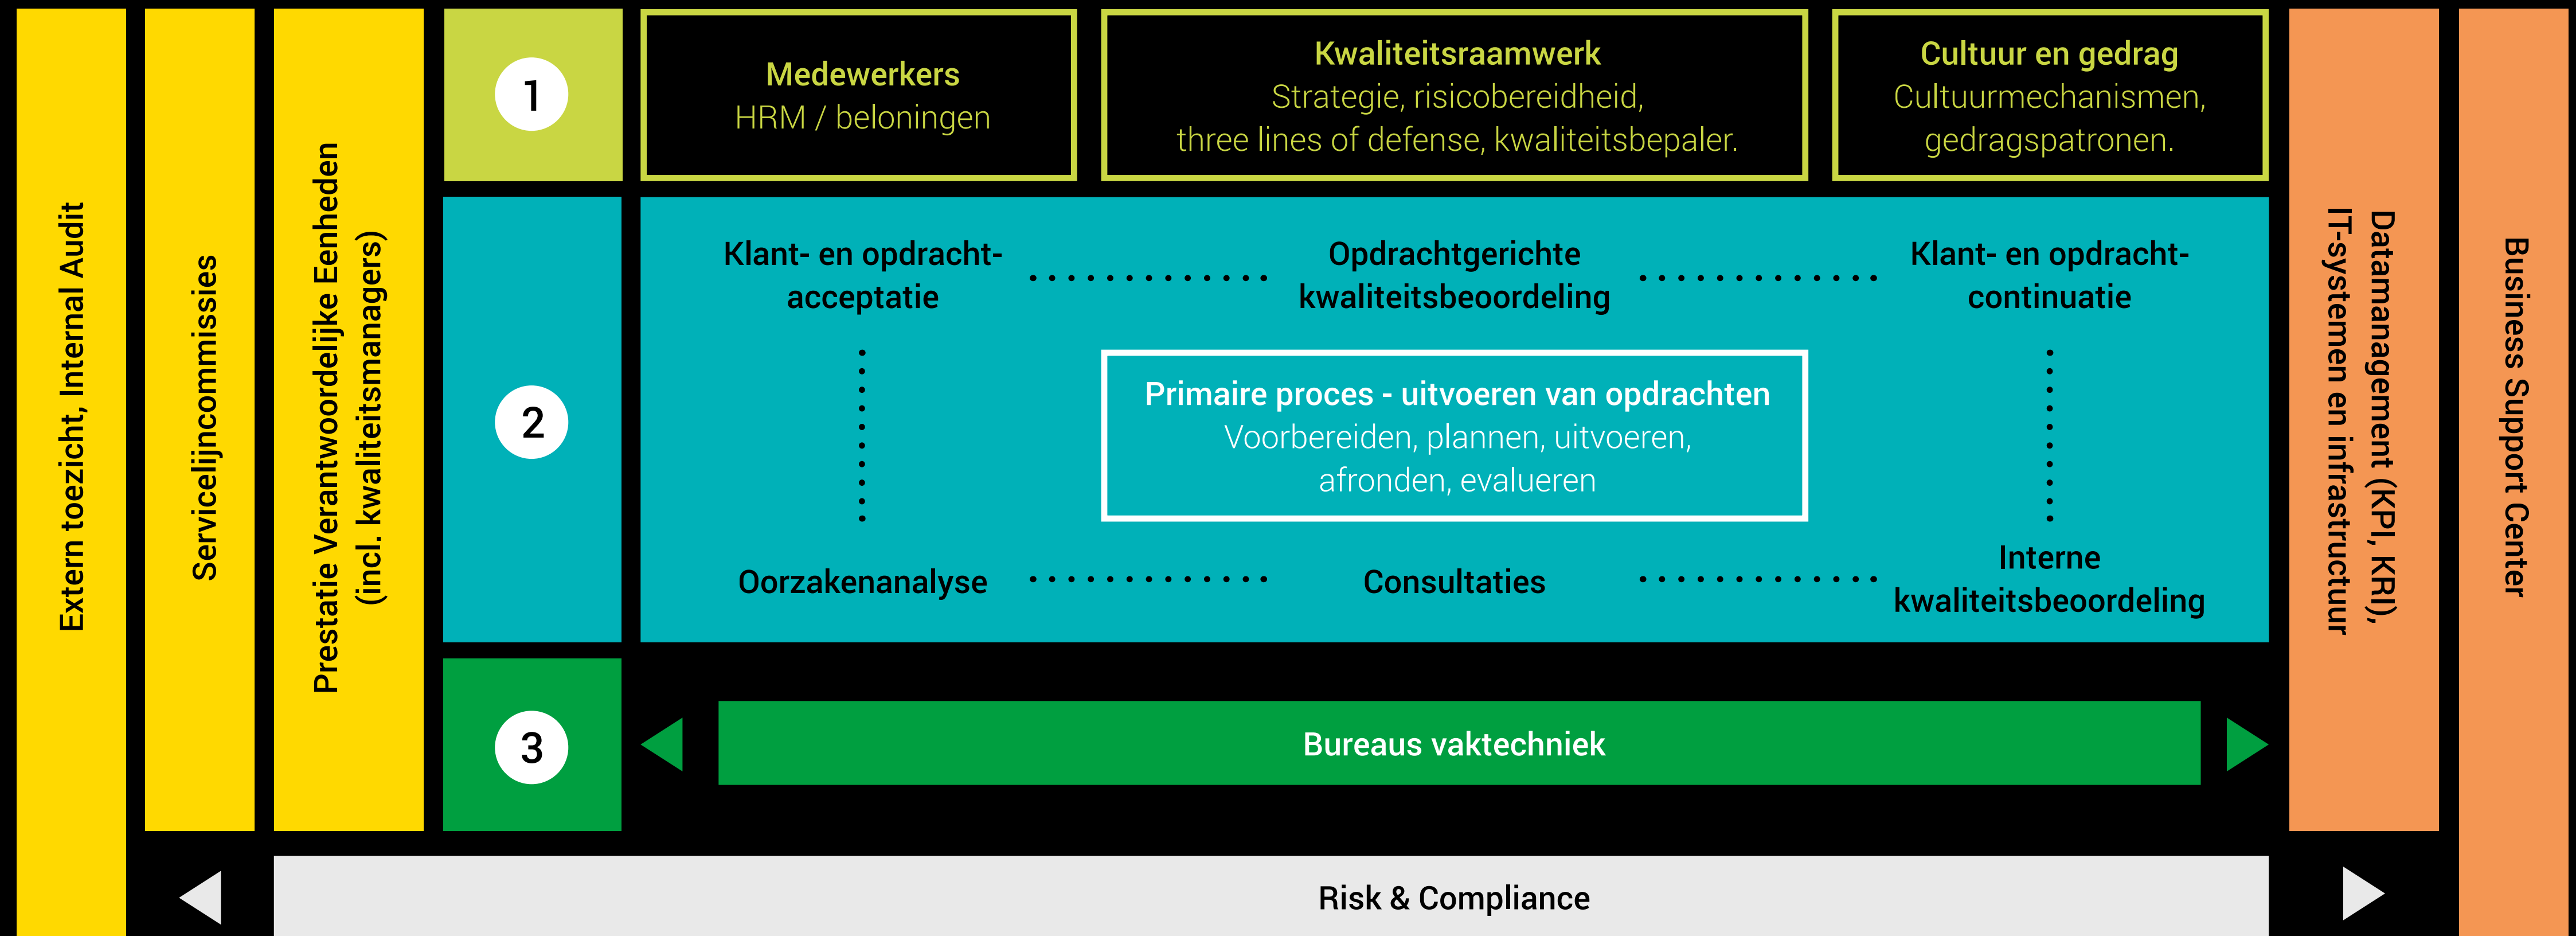 Extern toezicht, Internal Audit
Servicelijncommissies
Prestatie Verantwoordelijke Eenheden
(incl. kwaliteitsmanagers)
1
Medewerkers
HRM / beloningen
Kwaliteitsraamwerk
Strategie, risicobereidheid,
three lines of defense, kwaliteitsbepaler.
Cultuur en gedrag
Cultuurmechanismen,
gedragspatronen.
2
Klant- en opdracht-
acceptatie
Opdrachtgerichte
kwaliteitsbeoordeling
Klant- en opdracht-
continuatie
Primaire proces - uitvoeren van opdrachten
Voorbereiden, plannen, uitvoeren,
afronden, evalueren
Oorzakenanalyse
Consultaties
Interne
kwaliteitsbeoordeling
3
Bureaus vaktechniek
Datamanagement (KPI, KRI),
IT-systemen en infrastructuur
Business Support Center
Risk & Compliance